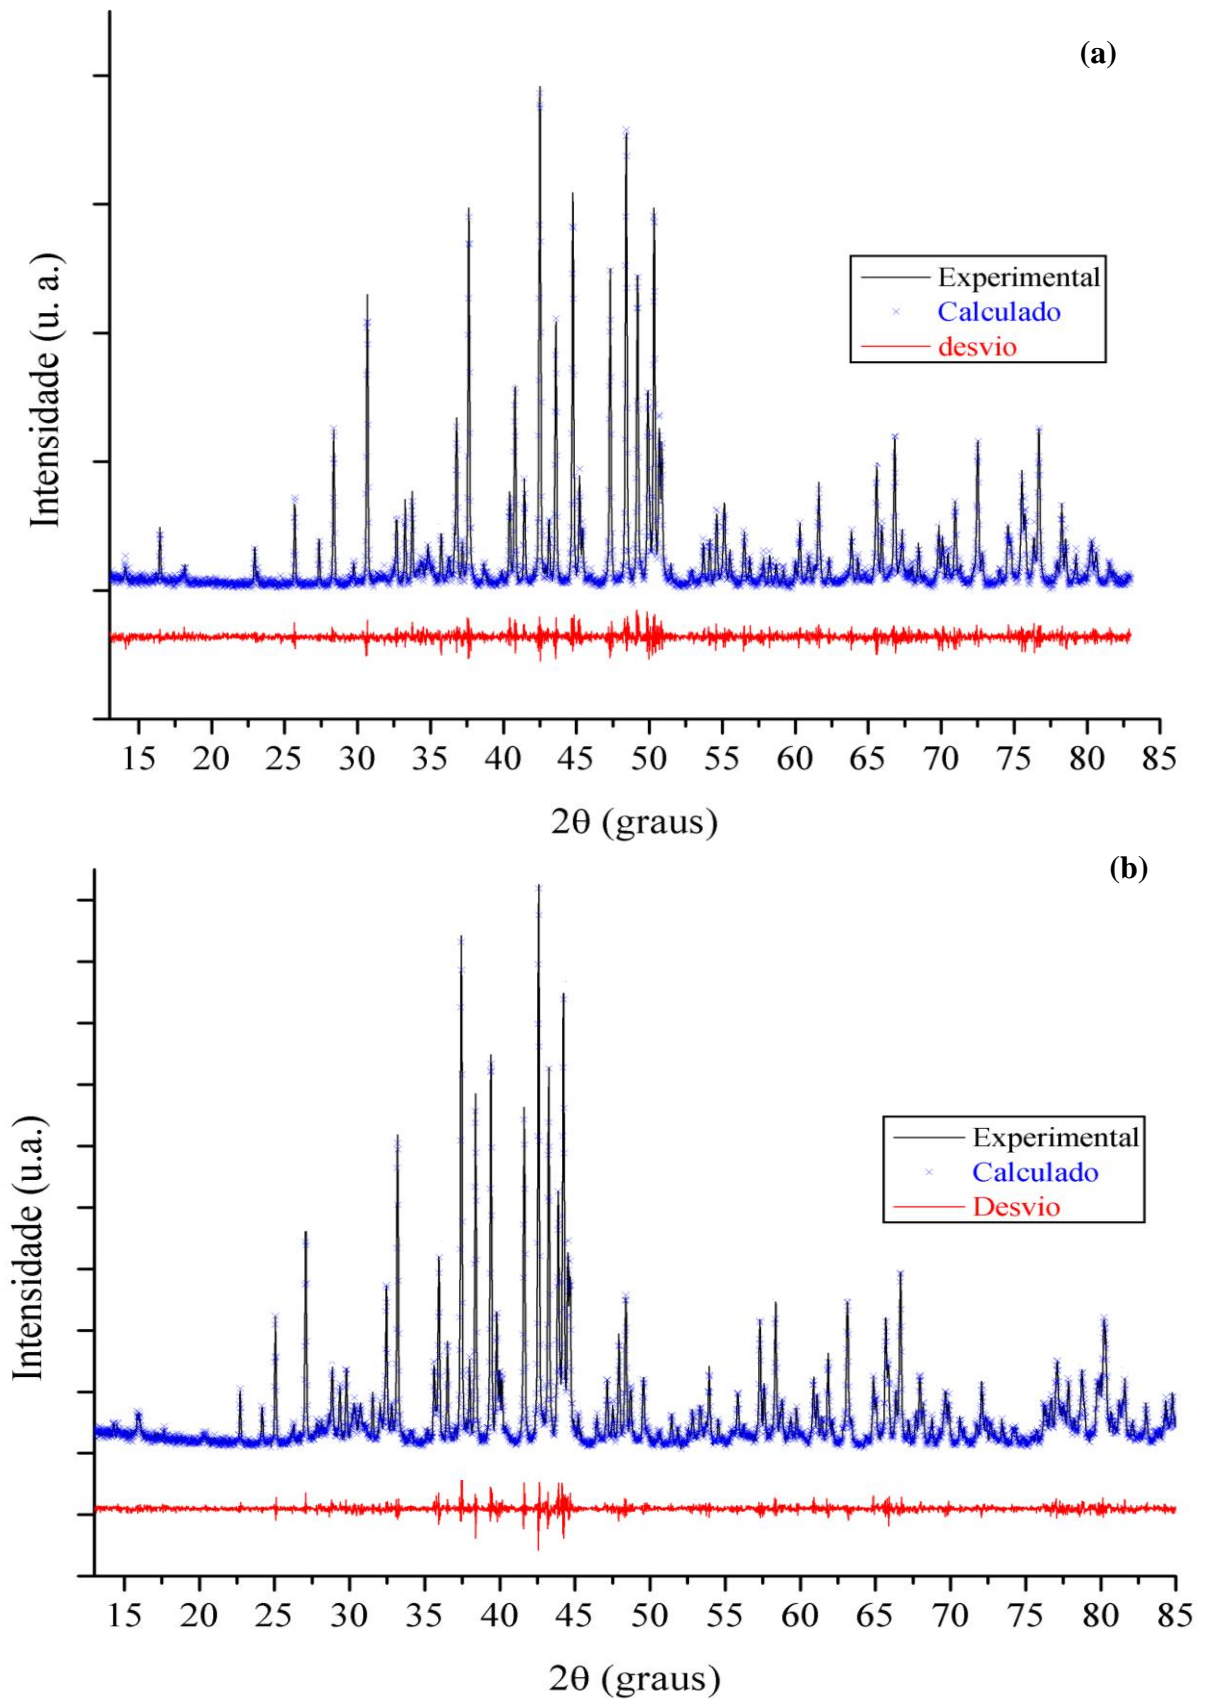 (a)
Intensidade (u. a.)
Experimental
Calculado
desvio
15 20 25 30 35 40 45 50 55 60 65 70 75 80 85
2θ (graus)
(b)
Intensidade (u.a.)
Experimental
Calculado
Desvio
15 20 25 30 35 40 45 50 55 60 65 70 75 80 85
2θ (graus)